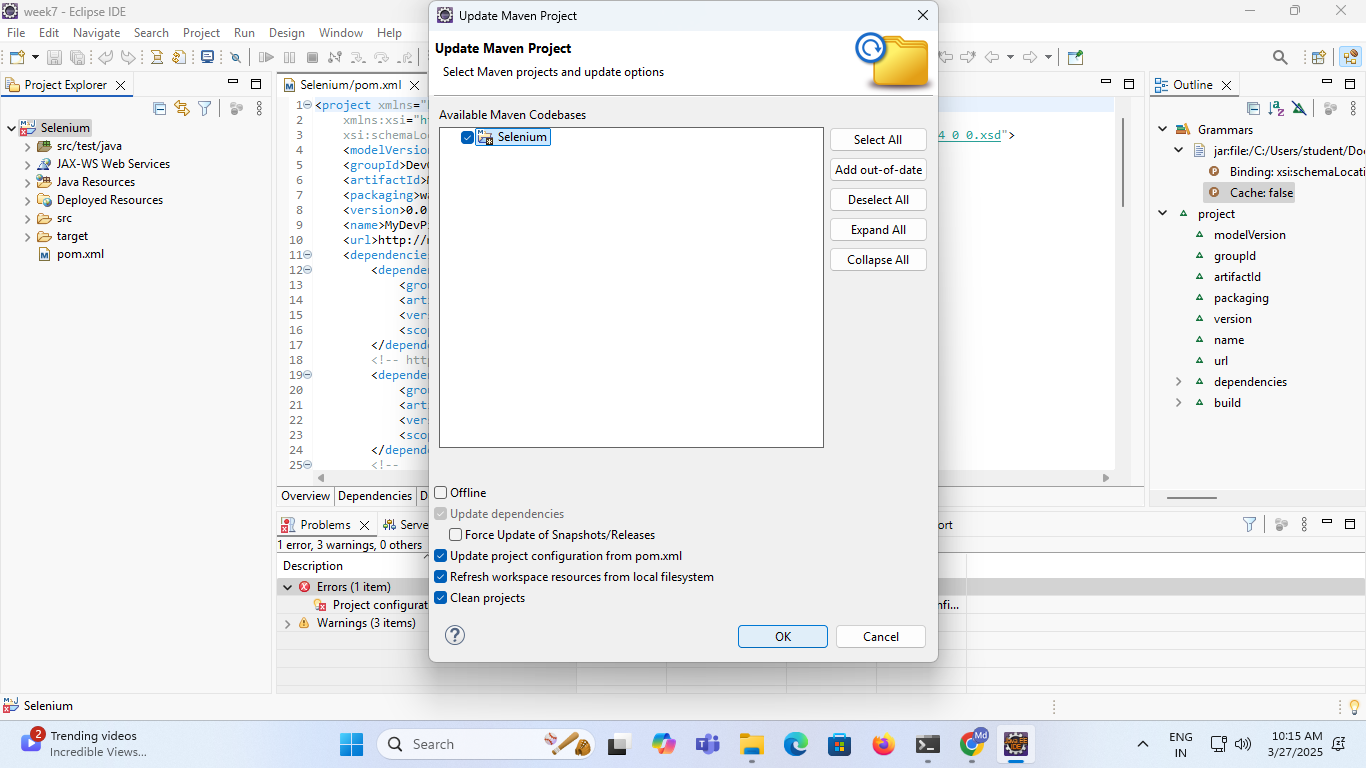 week7 - Eclipse IDE
File Edit Navigate Search Project Run Design Window Help
Project Explorer
Selenium
src/test/java
JAX-WS Web Services
Java Resources
Deployed Resources
src
target
pom.xml
Selenium/pom.xml
1 <project xmlns="
2 xmlns:xsi="ht
3 xsi:schemaLo
4_0_0.xsd">
4 <modelVersion
5 <groupId>Dev
6 <artifactId>
7 <packaging>wa
8 <version>0.0
9 <name>MyDevP
10 <url>http://
11 <dependencies
12 <depende
13 <gro
14 <art
15 <ver
16 <sco
17 </depend
18 <!-- htt
19 <depende
20 <gro
21 <art
22 <ver
23 <sco
24 </depend
25 <!--
Overview Dependencies D
Update Maven Project
Update Maven Project
Select Maven projects and update options
Available Maven Codebases
Selenium
Select All
Add out-of-date
Deselect All
Expand All
Collapse All
Offline
Update dependencies
Force Update of Snapshots/Releases
Update project configuration from pom.xml
Refresh workspace resources from local filesystem
Clean projects
OK Cancel
Outline
Grammars
jar:file:/C:/Users/student/Do
Binding: xsi:schemaLocati
Cache: false
project
modelVersion
groupId
artifactId
packaging
version
name
url
dependencies
build
Problems Serve
ort
1 error, 3 warnings, 0 others
Description
Errors (1 item)
Project configurat
nfi...
Warnings (3 items)
Selenium
2
Trending videos
Incredible Views...
Search
Md
JAVA EE
IDE
ENG
IN
10:15 AM
3/27/2025